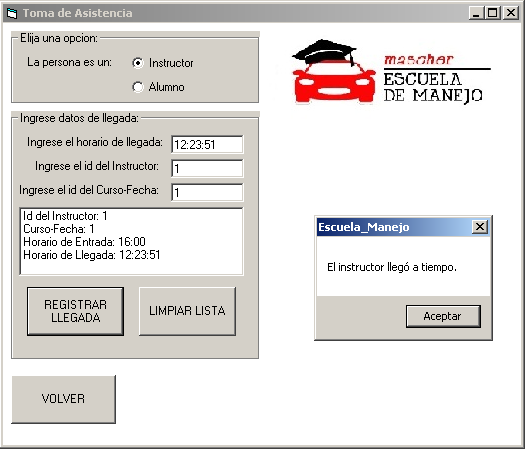 Toma de Asistencia
Elija una opcion:
La persona es un:
Instructor
Alumno
mascher
ESCUELA
DE MANEJO
Ingrese datos de llegada:
Ingrese el horario de llegada: 12:23:51
Ingrese el id del Instructor: 1
Ingrese el id del Curso-Fecha: 1
Id del Instructor: 1
Curso-Fecha: 1
Horario de Entrada: 16:00
Horario de Llegada: 12:23:51
REGISTRAR
LLEGADA
LIMPIAR LISTA
Escuela_Manejo
El instructor llegó a tiempo.
Aceptar
VOLVER